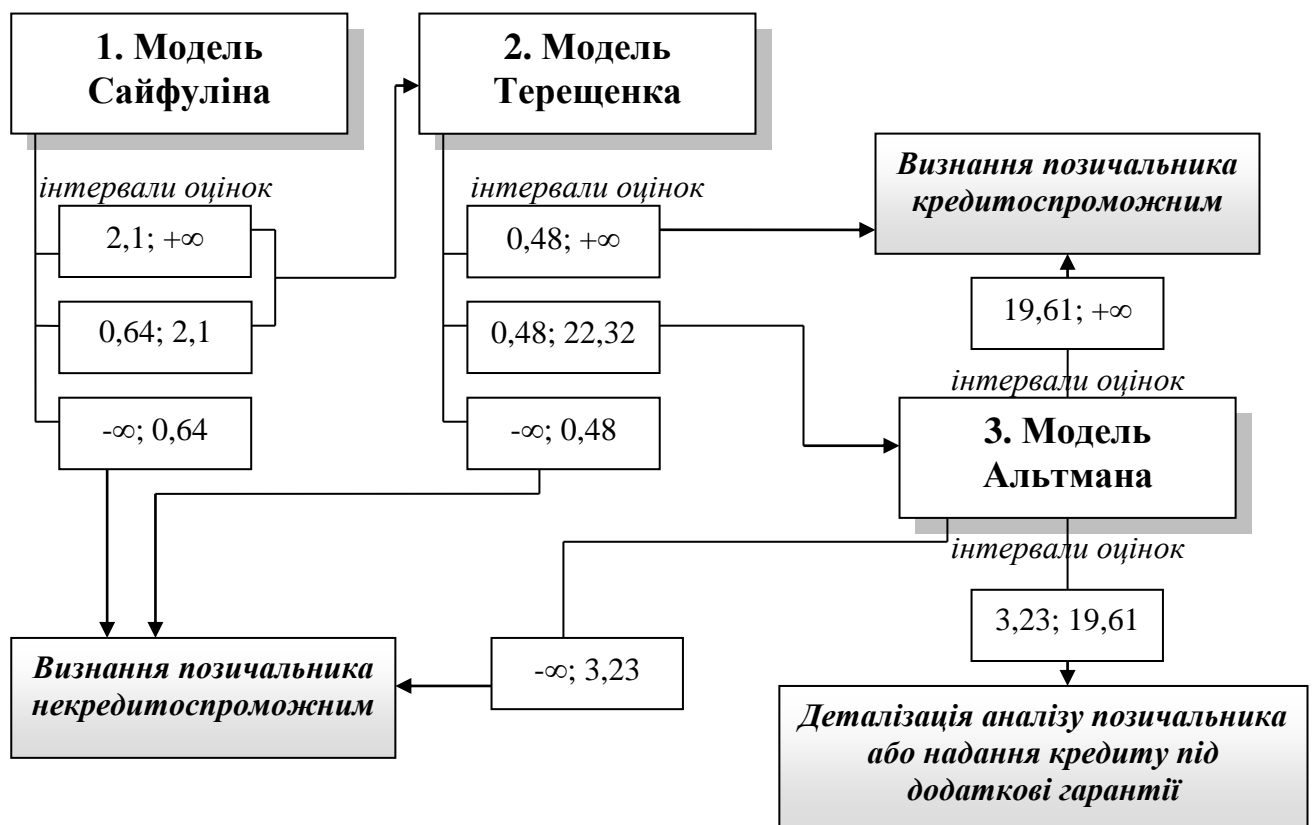 1. Модель
Сайфуліна
інтервали оцінок
2,1; +∞
0,64; 2,1
-∞; 0,64
2. Модель
Терещенка
інтервали оцінок
0,48; +∞
0,48; 22,32
-∞; 0,48
Визнання позичальника
кредитоспроможним
19,61; +∞
інтервали оцінок
3. Модель
Альтмана
інтервали оцінок
3,23; 19,61
-∞; 3,23
Визнання позичальника
некредитоспроможним
Деталізація аналізу позичальника
або надання кредиту під
додаткові гарантії